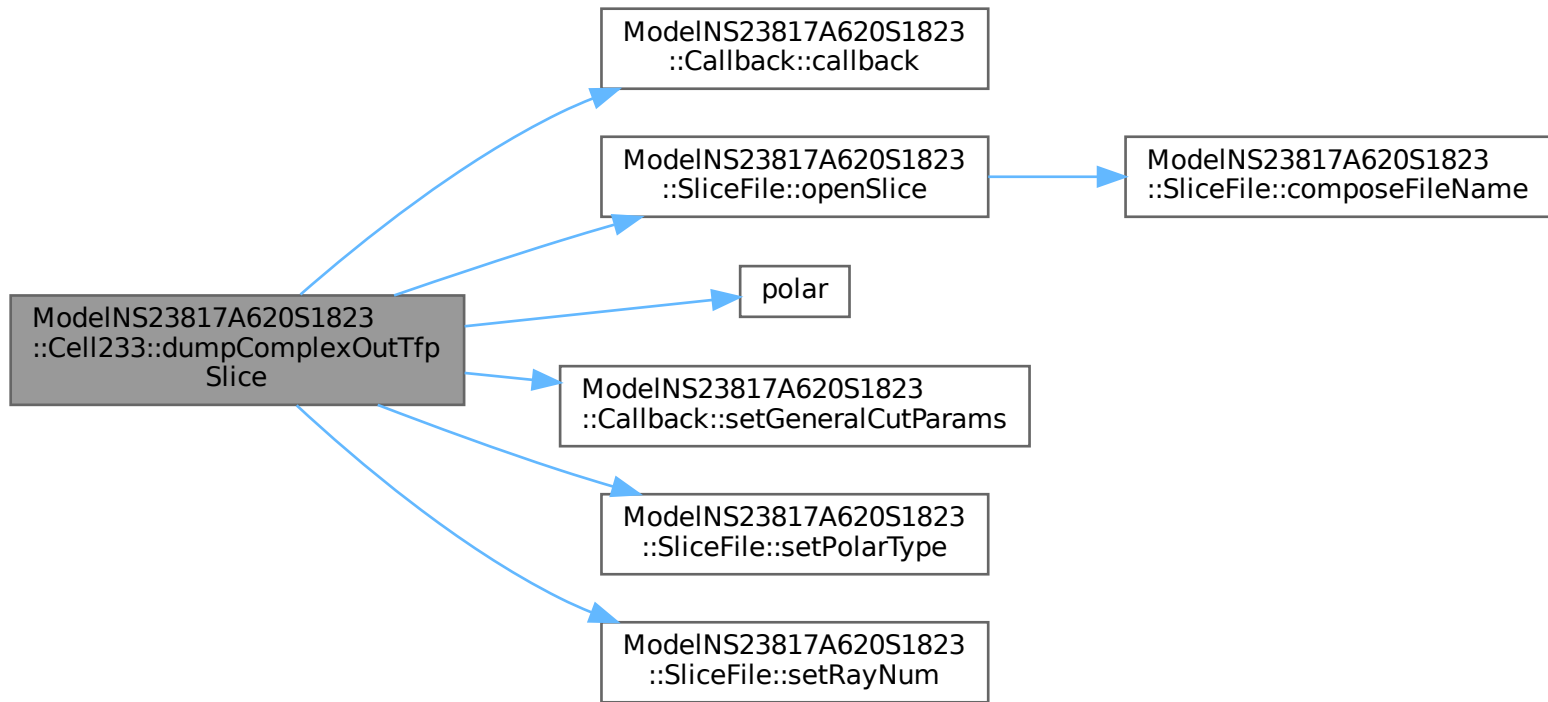 ModelNS23817A620S1823
::Cell233::dumpComplexOutTfp
Slice
ModelNS23817A620S1823
::Callback::callback
ModelNS23817A620S1823
::SliceFile::openSlice
ModelNS23817A620S1823
::SliceFile::composeFileName
polar
ModelNS23817A620S1823
::Callback::setGeneralCutParams
ModelNS23817A620S1823
::SliceFile::setPolarType
ModelNS23817A620S1823
::SliceFile::setRayNum